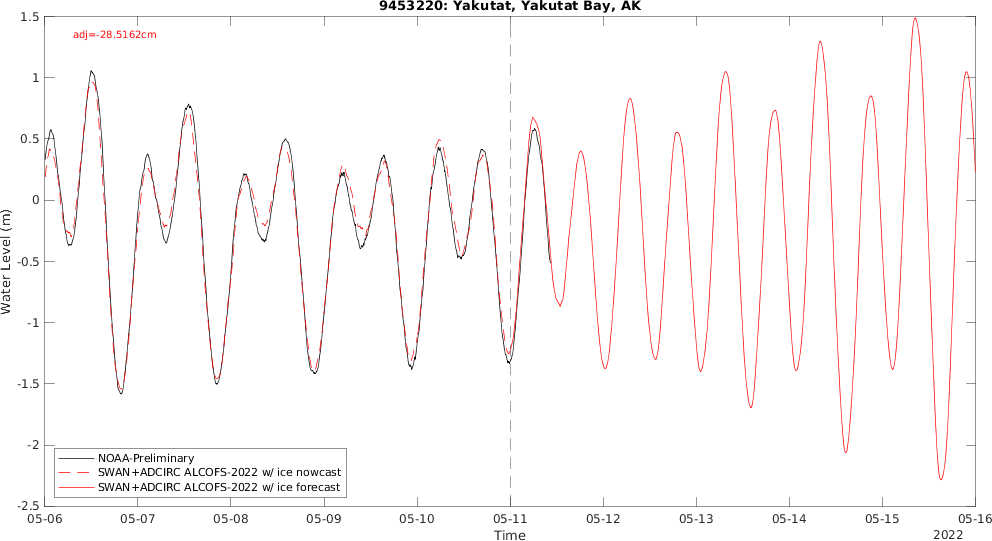 9453220: Yakutat, Yakutat Bay, AK
adj=-28.5162cm
1.5
1
0.5
0
-0.5
-1
-1.5
-2
-2.5
Water Level (m)
NOAA-Preliminary
SWAN+ADCIRC ALCOFS-2022 w/ ice nowcast
SWAN+ADCIRC ALCOFS-2022 w/ ice forecast
05-06 05-07 05-08 05-09 05-10 05-11 05-12 05-13 05-14 05-15 05-16
Time
2022